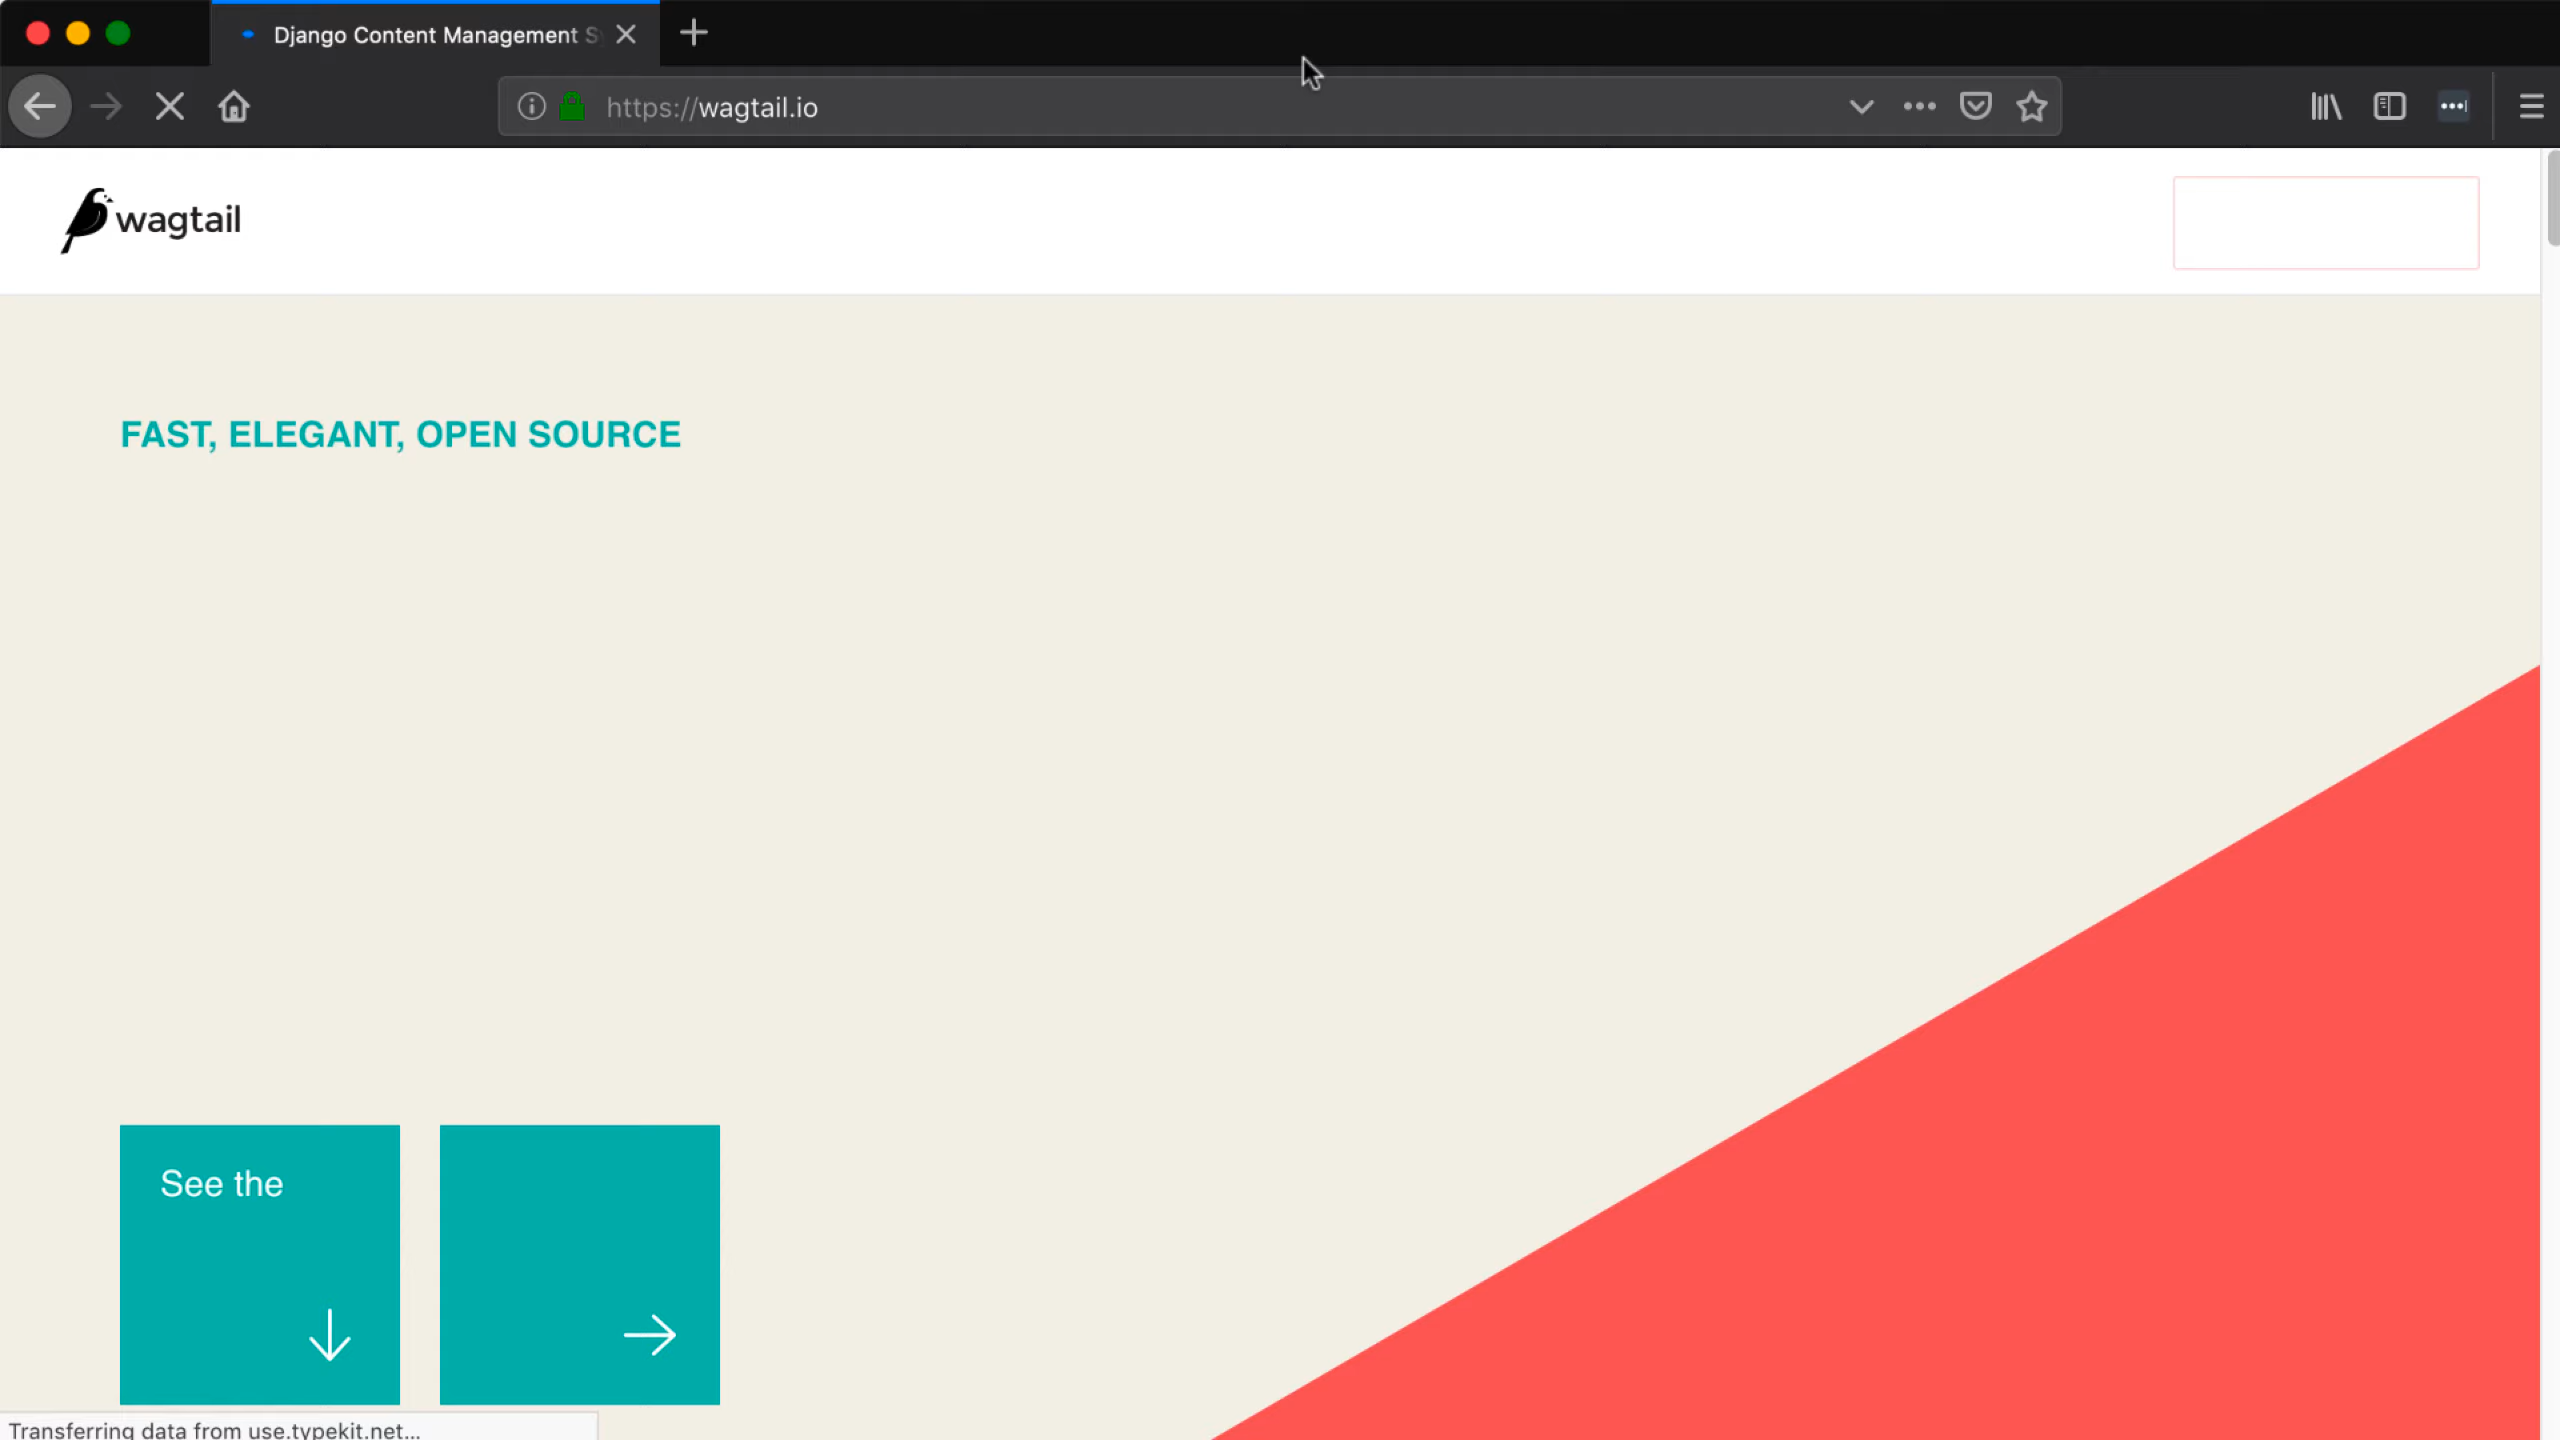 Django Content Management S
https://wagtail.io
wagtail
FAST, ELEGANT, OPEN SOURCE
See the
Transferring data from use.typekit.net...